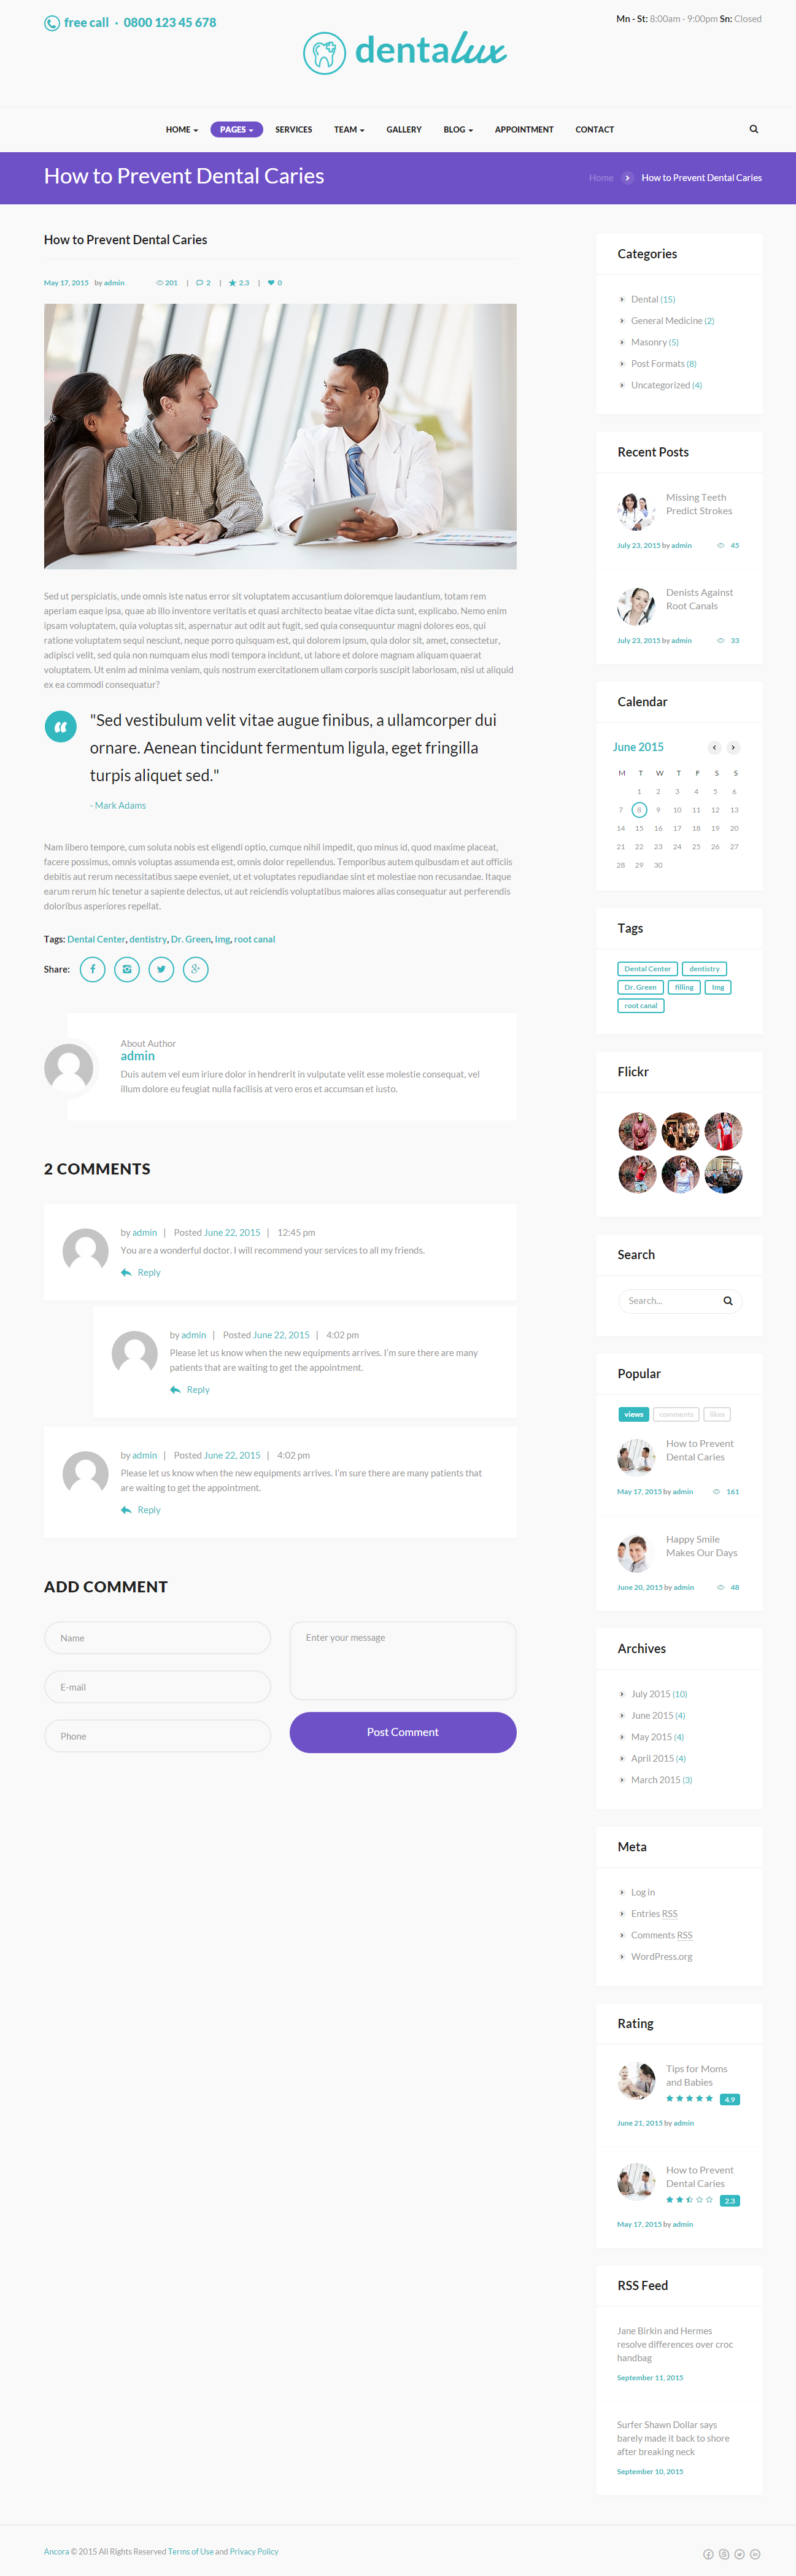 free call · 0800 123 45 678
Mn - St: 8:00am - 9:00pm Sn: Closed
dentalux
HOME PAGES SERVICES TEAM GALLERY BLOG APPOINTMENT CONTACT
How to Prevent Dental Caries
Home How to Prevent Dental Caries
How to Prevent Dental Caries
May 17, 2015 by admin 201 | 2 | 2.3 | 0
Sed ut perspiciatis, unde omnis iste natus error sit voluptatem accusantium doloremque laudantium, totam rem
aperiam eaque ipsa, quae ab illo inventore veritatis et quasi architecto beatae vitae dicta sunt, explicabo. Nemo enim
ipsam voluptatem, quia voluptas sit, aspernatur aut odit aut fugit, sed quia consequuntur magni dolores eos, qui
ratione voluptatem sequi nesciunt, neque porro quisquam est, qui dolorem ipsum, quia dolor sit, amet, consectetur,
adipisci velit, sed quia non numquam eius modi tempora incidunt, ut labore et dolore magnam aliquam quaerat
voluptatem. Ut enim ad minima veniam, quis nostrum exercitationem ullam corporis suscipit laboriosam, nisi ut aliquid
ex ea commodi consequatur?
"Sed vestibulum velit vitae augue finibus, a ullamcorper dui
ornare. Aenean tincidunt fermentum ligula, eget fringilla
turpis aliquet sed."
- Mark Adams
Nam libero tempore, cum soluta nobis est eligendi optio, cumque nihil impedit, quo minus id, quod maxime placeat,
facere possimus, omnis voluptas assumenda est, omnis dolor repellendus. Temporibus autem quibusdam et aut officiis
debitis aut rerum necessitatibus saepe eveniet, ut et voluptates repudiandae sint et molestiae non recusandae. Itaque
earum rerum hic tenetur a sapiente delectus, ut aut reiciendis voluptatibus maiores alias consequatur aut perferendis
doloribus asperiores repellat.
Tags: Dental Center, dentistry, Dr. Green, Img, root canal
Share:
About Author
admin
Duis autem vel eum iriure dolor in hendrerit in vulputate velit esse molestie consequat, vel
illum dolore eu feugiat nulla facilisis at vero eros et accumsan et iusto.
2 COMMENTS
by admin | Posted June 22, 2015 | 12:45 pm
You are a wonderful doctor. I will recommend your services to all my friends.
Reply
by admin | Posted June 22, 2015 | 4:02 pm
Please let us know when the new equipments arrives. I'm sure there are many
patients that are waiting to get the appointment.
Reply
by admin | Posted June 22, 2015 | 4:02 pm
Please let us know when the new equipments arrives. I'm sure there are many patients that
are waiting to get the appointment.
Reply
ADD COMMENT
Name
E-mail
Phone
Enter your message
Post Comment
Categories
Dental (15)
General Medicine (2)
Masonry (5)
Post Formats (8)
Uncategorized (4)
Recent Posts
Missing Teeth
Predict Strokes
July 23, 2015 by admin 45
Denists Against
Root Canals
July 23, 2015 by admin 33
Calendar
June 2015
M T W T F S S
1 2 3 4 5 6
7 8 9 10 11 12 13
14 15 16 17 18 19 20
21 22 23 24 25 26 27
28 29 30
Tags
Dental Center dentistry
Dr. Green filling Img
root canal
Flickr
Search
Search...
Popular
views comments likes
How to Prevent
Dental Caries
May 17, 2015 by admin 161
Happy Smile
Makes Our Days
June 20, 2015 by admin 48
Archives
July 2015 (10)
June 2015 (4)
May 2015 (4)
April 2015 (4)
March 2015 (3)
Meta
Log in
Entries RSS
Comments RSS
WordPress.org
Rating
Tips for Moms
and Babies
4.9
June 21, 2015 by admin
How to Prevent
Dental Caries
2.3
May 17, 2015 by admin
RSS Feed
Jane Birkin and Hermes
resolve differences over croc
handbag
September 11, 2015
Surfer Shawn Dollar says
barely made it back to shore
after breaking neck
September 10, 2015
Ancora © 2015 All Rights Reserved Terms of Use and Privacy Policy